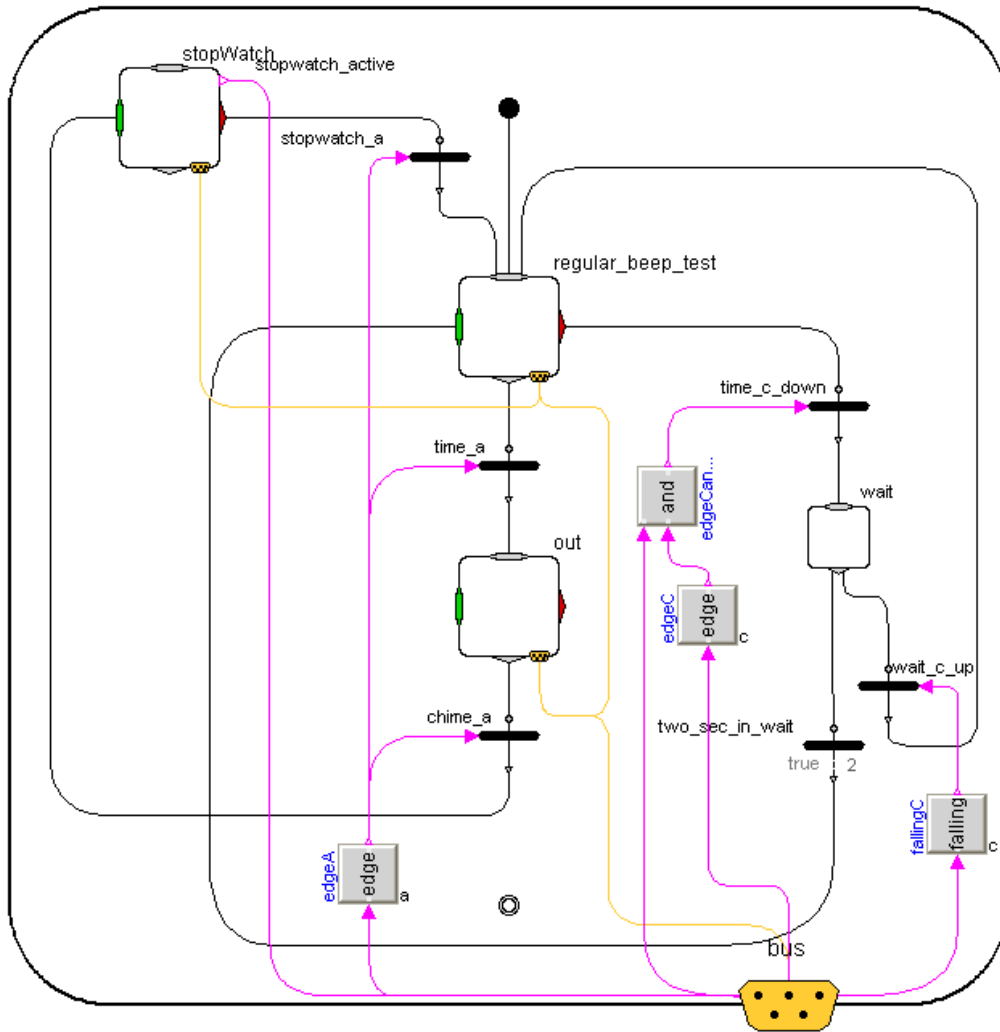 stopWatch
stopwatch_active
stopwatch_a
regular_beep_test
time_c_down
time_a
wait
and
edgeCan...
out
edge
edgeC
c
wait_c_up
chime_a
two_sec_in_wait
true 2
falling
fallingC
c
edge
edgeA
a
bus